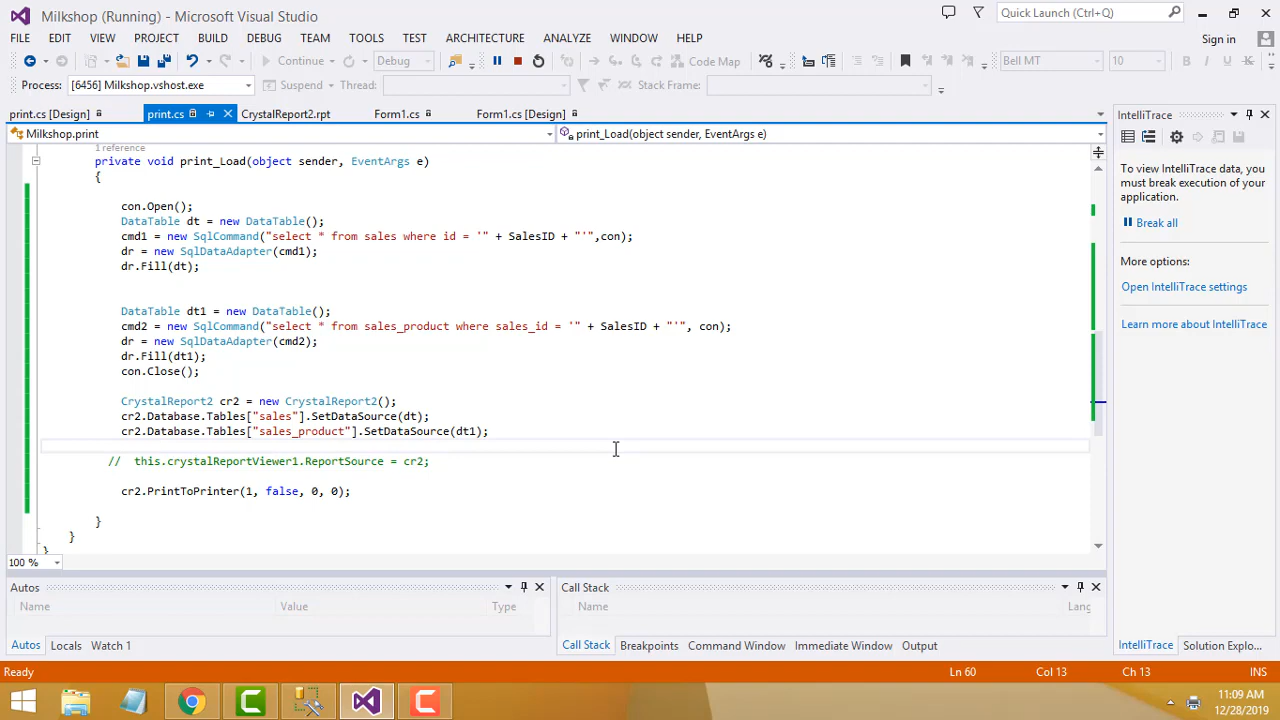 Milkshop (Running) - Microsoft Visual Studio
Quick Launch (Ctrl+Q)
FILE EDIT VIEW PROJECT BUILD DEBUG TEAM TOOLS TEST ARCHITECTURE ANALYZE WINDOW HELP
Sign in
Continue Debug Code Map Bell MT 10 B I U
Process: [6456] Milkshop.vshost.exe Suspend Thread: Stack Frame:
print.cs [Design] print.cs CrystalReport2.rpt Form1.cs Form1.cs [Design]
IntelliTrace
Milkshop.print print_Load(object sender, EventArgs e)
1 reference
private void print_Load(object sender, EventArgs e)
{
con.Open();
DataTable dt = new DataTable();
cmd1 = new SqlCommand("select * from sales where id = '" + SalesID + "'",con);
dr = new SqlDataAdapter(cmd1);
dr.Fill(dt);
DataTable dt1 = new DataTable();
cmd2 = new SqlCommand("select * from sales_product where sales_id = '" + SalesID + "'", con);
dr = new SqlDataAdapter(cmd2);
dr.Fill(dt1);
con.Close();
CrystalReport2 cr2 = new CrystalReport2();
cr2.Database.Tables["sales"].SetDataSource(dt);
cr2.Database.Tables["sales_product"].SetDataSource(dt1);
// this.crystalReportViewer1.ReportSource = cr2;
cr2.PrintToPrinter(1, false, 0, 0);
}
}
}
100 %
To view IntelliTrace data, you
must break execution of your
application.
Break all
More options:
Open IntelliTrace settings
Learn more about IntelliTrace
Autos
Name Value Type
Autos Locals Watch 1
Call Stack
Name Lang
Call Stack Breakpoints Command Window Immediate Window Output
IntelliTrace Solution Explo...
Ready Ln 60 Col 13 Ch 13 INS
11:09 AM
12/28/2019